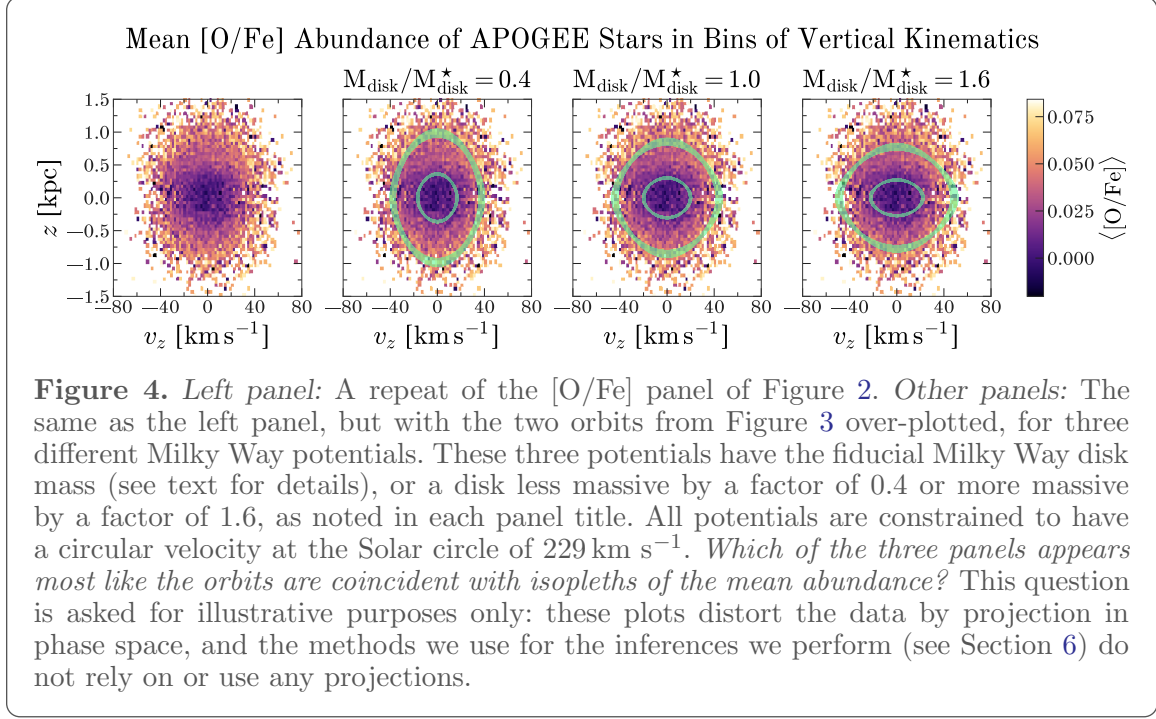 Mean [O/Fe] Abundance of APOGEE Stars in Bins of Vertical Kinematics
M_disk/M★_disk = 0.4
M_disk/M★_disk = 1.0
M_disk/M★_disk = 1.6
1.5
1.0
0.5
0.0
−0.5
−1.0
−1.5
z [kpc]
−80 −40 0 40 80
−80 −40 0 40 80
−80 −40 0 40 80
−80 −40 0 40 80
v_z [km s⁻¹]
v_z [km s⁻¹]
v_z [km s⁻¹]
v_z [km s⁻¹]
0.075
0.050
0.025
0.000
⟨[O/Fe]⟩
Figure 4. Left panel: A repeat of the [O/Fe] panel of Figure 2. Other panels: The
same as the left panel, but with the two orbits from Figure 3 over-plotted, for three
different Milky Way potentials. These three potentials have the fiducial Milky Way disk
mass (see text for details), or a disk less massive by a factor of 0.4 or more massive
by a factor of 1.6, as noted in each panel title. All potentials are constrained to have
a circular velocity at the Solar circle of 229 km s⁻¹. Which of the three panels appears
most like the orbits are coincident with isopleths of the mean abundance? This question
is asked for illustrative purposes only: these plots distort the data by projection in
phase space, and the methods we use for the inferences we perform (see Section 6) do
not rely on or use any projections.